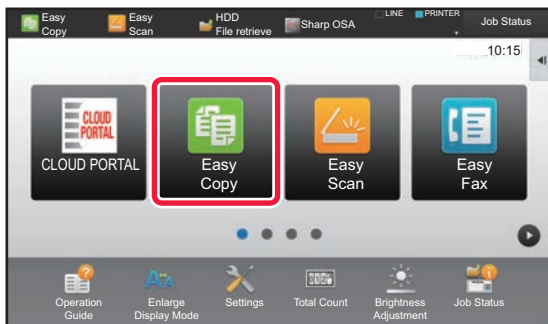 Easy
Copy
Easy
Scan
HDD
File retrieve
Sharp OSA
LINE
PRINTER
Job Status
10:15
CLOUD
PORTAL
CLOUD PORTAL
Easy
Copy
Easy
Scan
Easy
Fax
Operation
Guide
Enlarge
Display Mode
Settings
Total Count
Brightness
Adjustment
Job Status